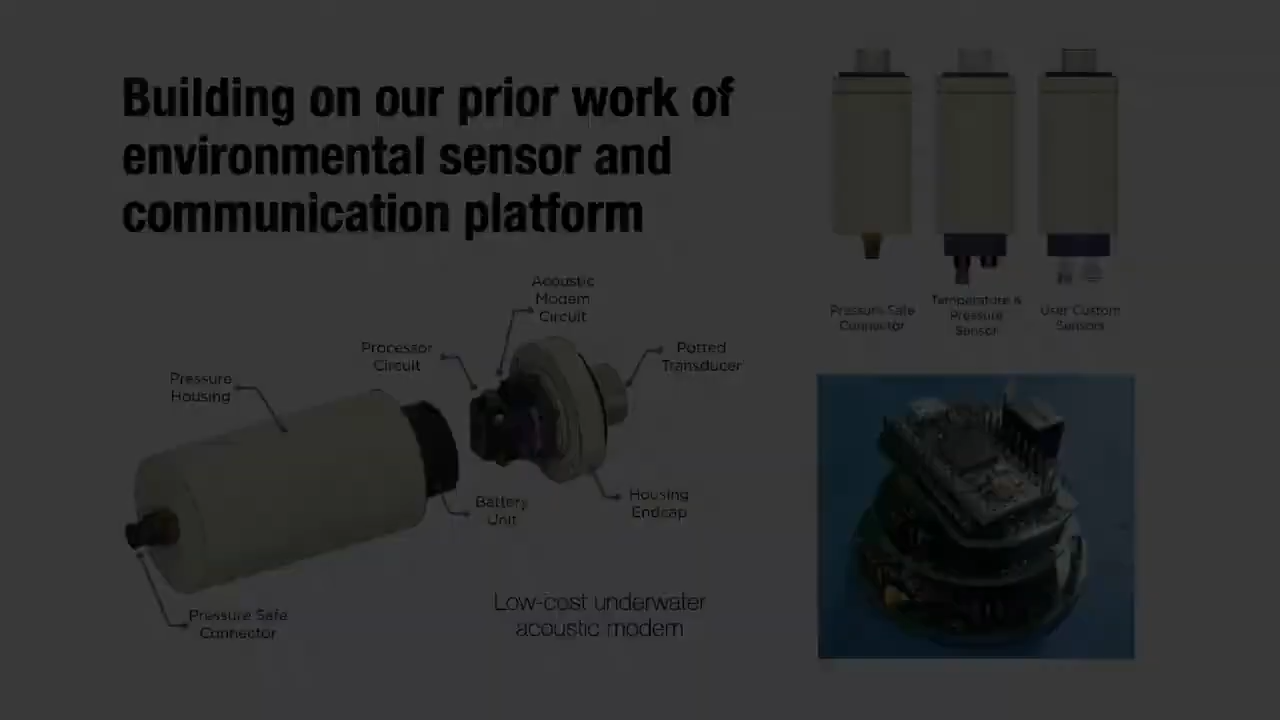 Building on our prior work of
environmental sensor and
communication platform
Acoustic
Modem
Circuit
Processor
Circuit
Potted
Transducer
Pressure
Housing
Battery
Unit
Housing
Endcap
Pressure Safe
Connector
Low-cost underwater
acoustic modem
Pressure Safe
Connector
Temperature &
Pressure
Sensor
User Custom
Sensors